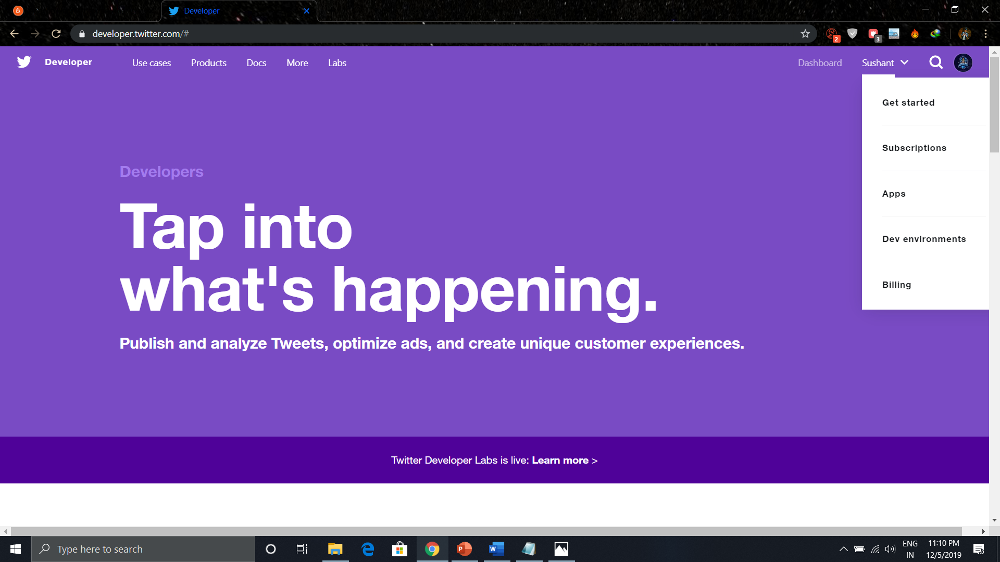 Developer
developer.twitter.com/#
2
3
Developer
Use cases
Products
Docs
More
Labs
Dashboard
Sushant
Get started
Subscriptions
Apps
Dev environments
Billing
Developers
Tap into
what's happening.
Publish and analyze Tweets, optimize ads, and create unique customer experiences.
Twitter Developer Labs is live: Learn more >
Type here to search
ENG
IN
11:10 PM
12/5/2019